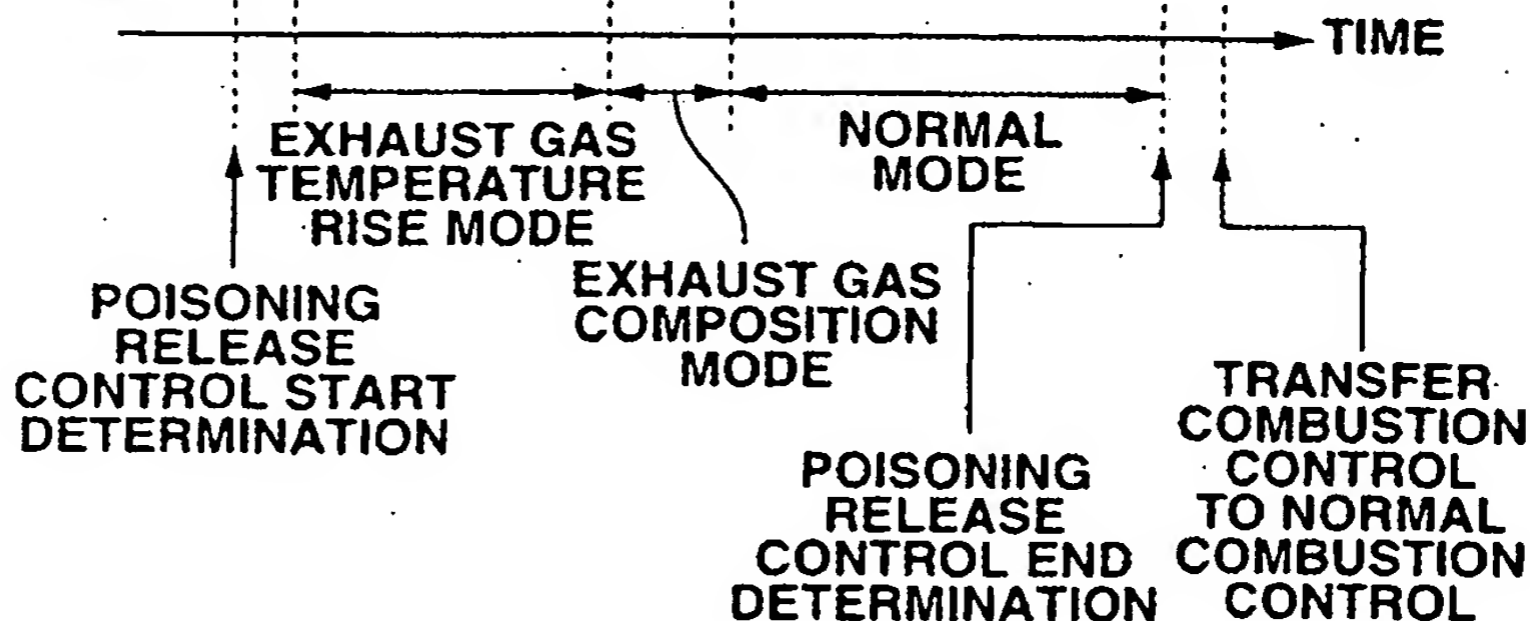 TIME
EXHAUST GAS
TEMPERATURE
RISE MODE
NORMAL
MODE
EXHAUST GAS
COMPOSITION
MODE
POISONING
RELEASE
CONTROL START
DETERMINATION
POISONING
RELEASE
CONTROL END
DETERMINATION
TRANSFER
COMBUSTION
CONTROL
TO NORMAL
COMBUSTION
CONTROL